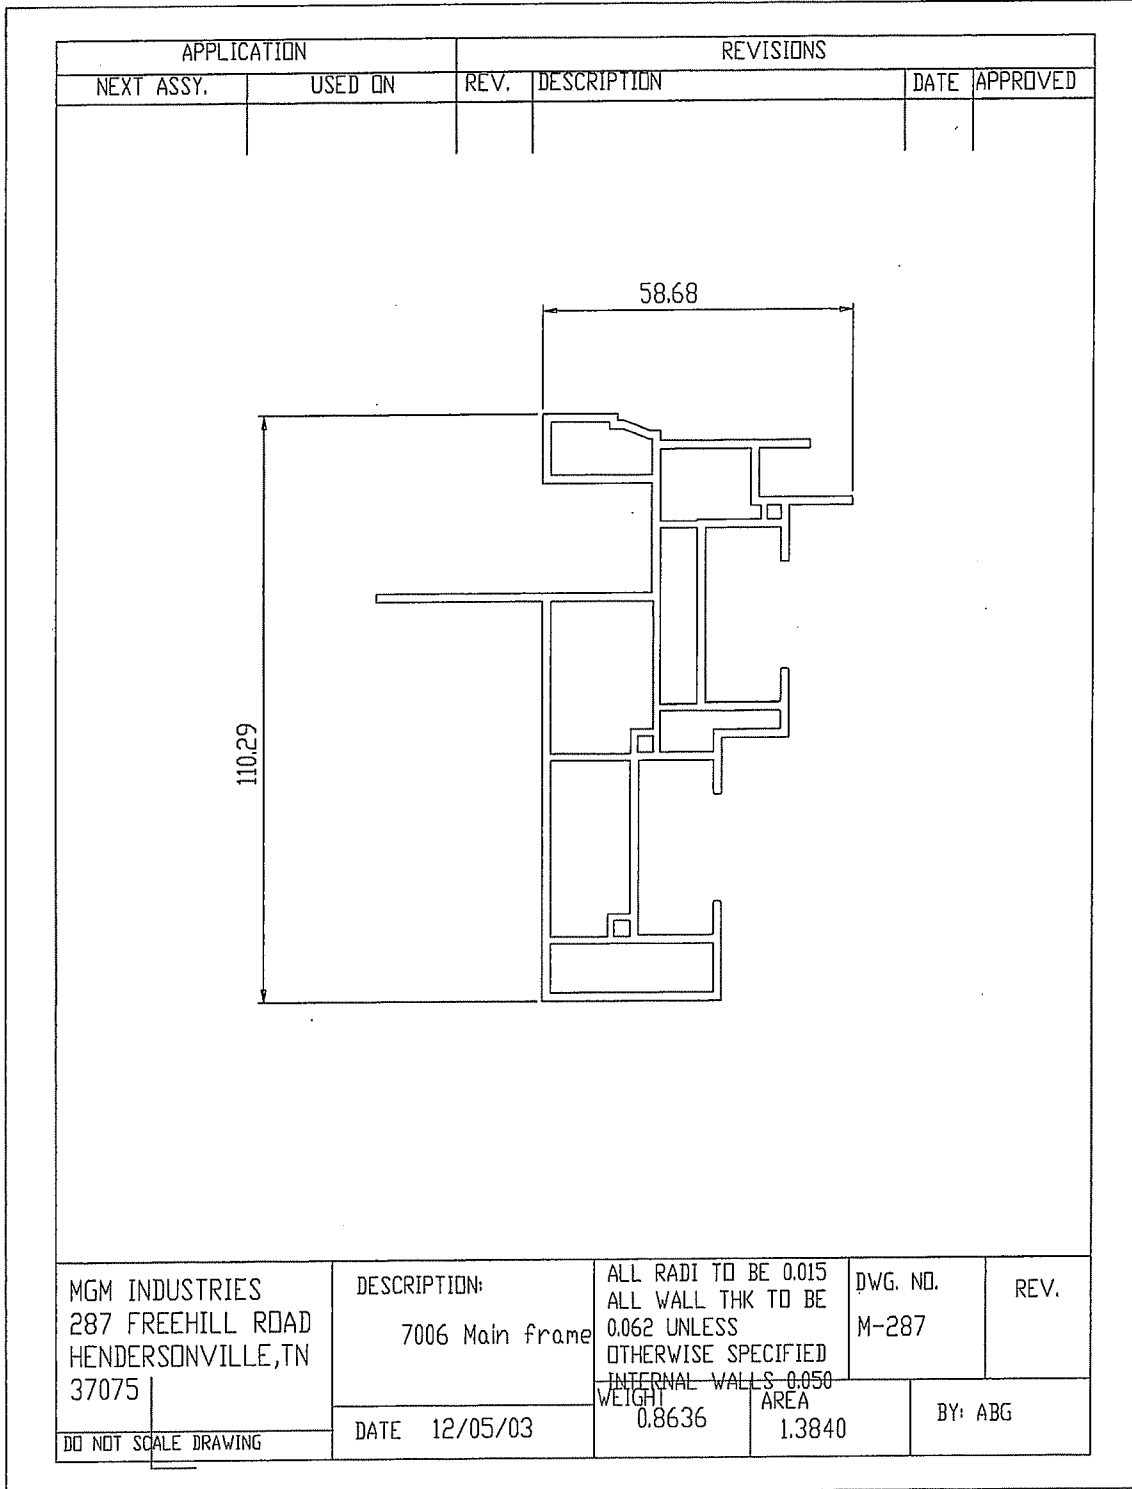 APPLICATION
REVISIONS
NEXT ASSY.
USED ON
REV.
DESCRIPTION
DATE
APPROVED
58.68
110.29
MGM INDUSTRIES
287 FREEHILL ROAD
HENDERSONVILLE,TN
37075
DO NOT SCALE DRAWING
DESCRIPTION:
7006 Main frame
DATE 12/05/03
ALL RADI TO BE 0.015
ALL WALL THK TO BE
0.062 UNLESS
OTHERWISE SPECIFIED
INTERNAL WALLS 0.050
WEIGHT
0.8636
AREA
1.3840
DWG. NO.
M-287
REV.
BY: ABG